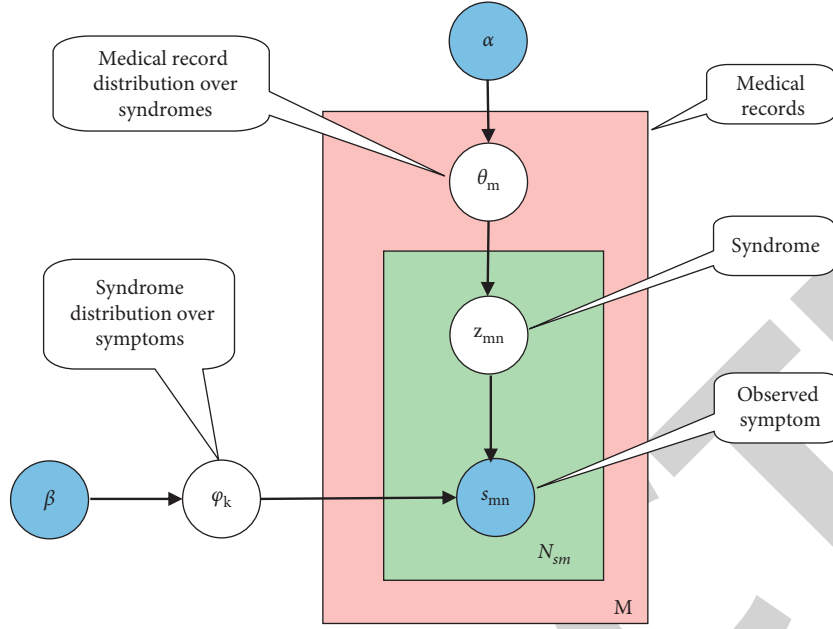 α
Medical record
distribution over
syndromes
Medical
records
θm
Syndrome
Syndrome
distribution over
symptoms
zmn
Observed
symptom
β
φk
smn
Nsm
M